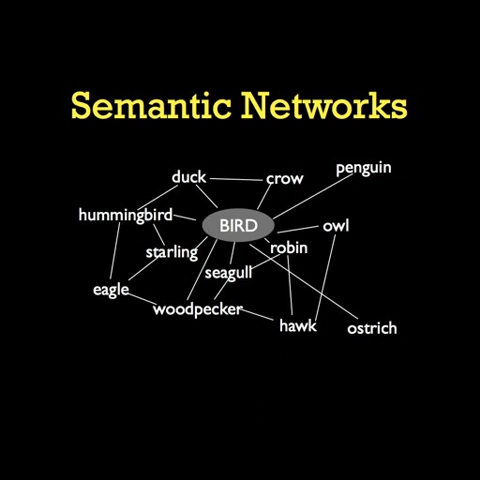 Semantic Networks
penguin
duck
crow
hummingbird
BIRD
owl
starling
robin
seagull
eagle
woodpecker
hawk
ostrich